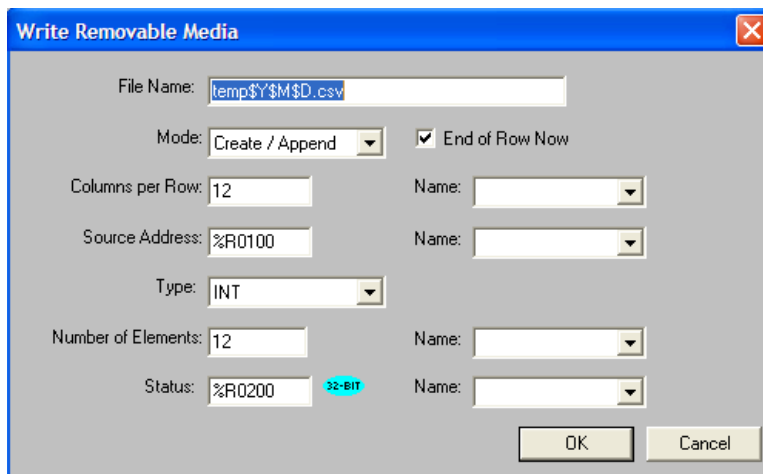 Write Removable Media
File Name: temp$Y$M$D.csv
Mode: Create / Append End of Row Now
Columns per Row: 12 Name:
Source Address: %R0100 Name:
Type: INT
Number of Elements: 12 Name:
Status: %R0200 32-BIT Name:
OK Cancel